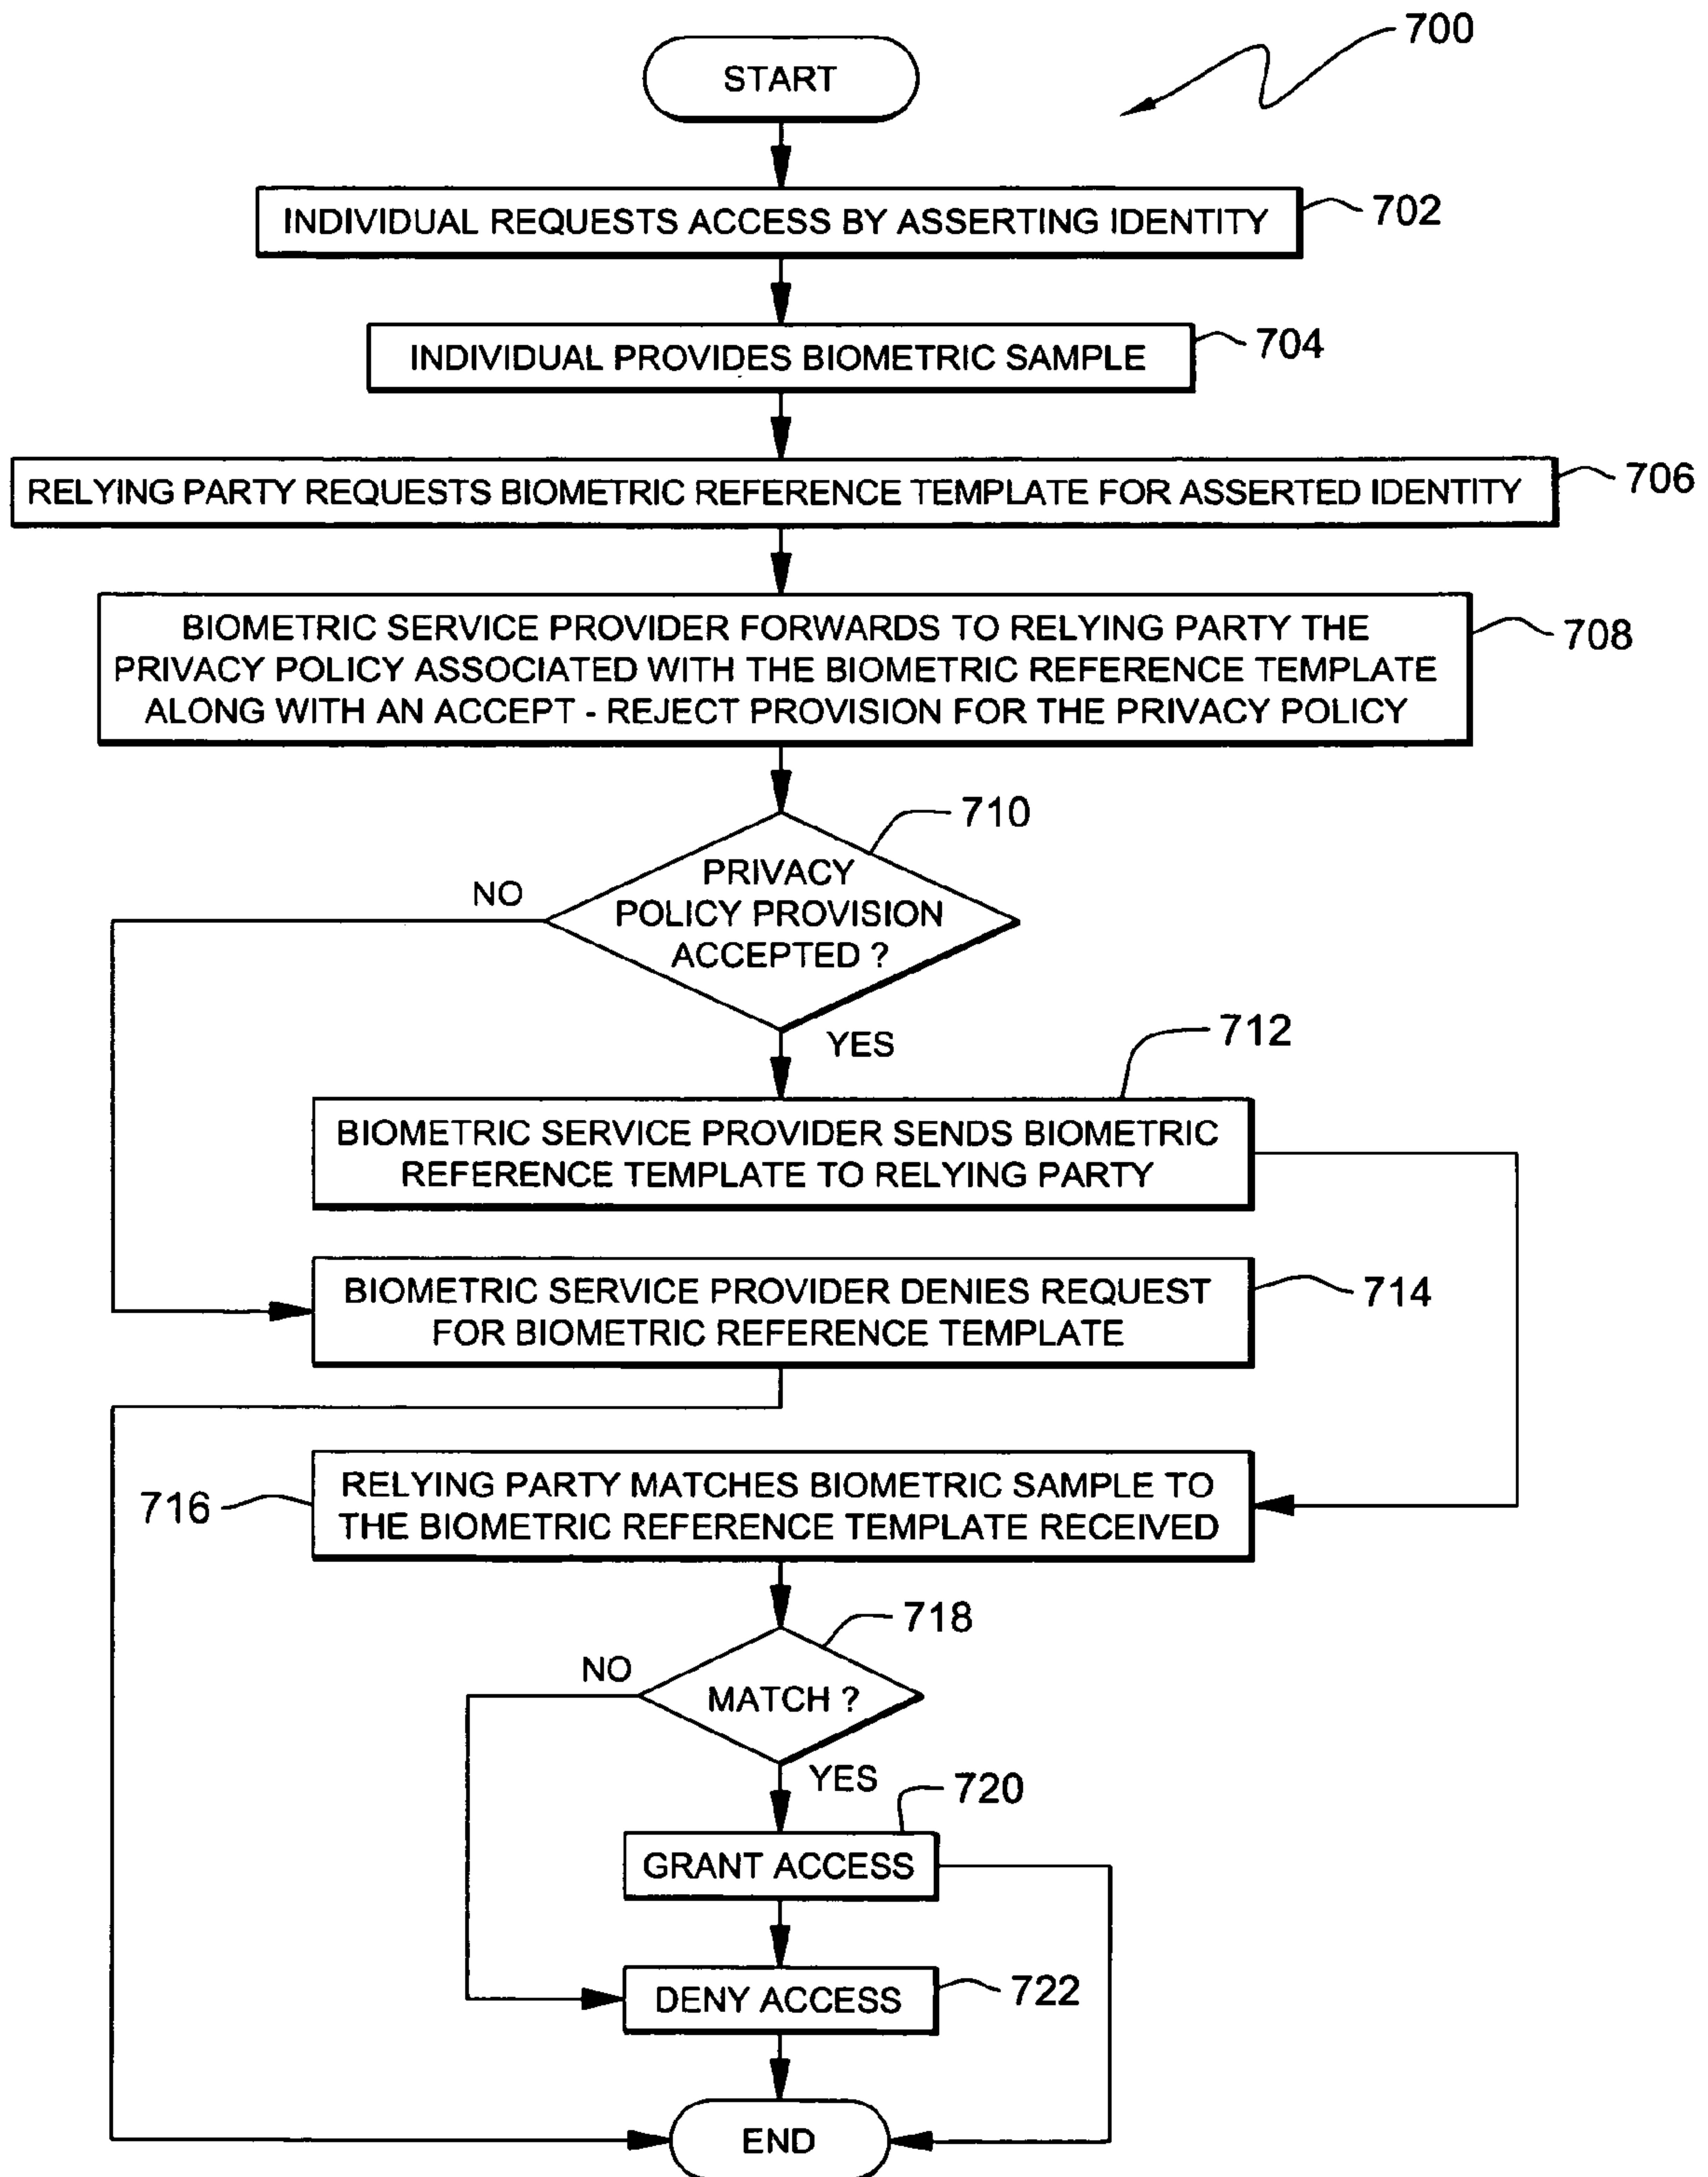 700
START
INDIVIDUAL REQUESTS ACCESS BY ASSERTING IDENTITY
702
INDIVIDUAL PROVIDES BIOMETRIC SAMPLE
704
RELYING PARTY REQUESTS BIOMETRIC REFERENCE TEMPLATE FOR ASSERTED IDENTITY
706
BIOMETRIC SERVICE PROVIDER FORWARDS TO RELYING PARTY THE
PRIVACY POLICY ASSOCIATED WITH THE BIOMETRIC REFERENCE TEMPLATE
ALONG WITH AN ACCEPT - REJECT PROVISION FOR THE PRIVACY POLICY
708
710
PRIVACY
POLICY PROVISION
ACCEPTED ?
NO
YES
712
BIOMETRIC SERVICE PROVIDER SENDS BIOMETRIC
REFERENCE TEMPLATE TO RELYING PARTY
BIOMETRIC SERVICE PROVIDER DENIES REQUEST
FOR BIOMETRIC REFERENCE TEMPLATE
714
RELYING PARTY MATCHES BIOMETRIC SAMPLE TO
THE BIOMETRIC REFERENCE TEMPLATE RECEIVED
716
718
NO
MATCH ?
YES
720
GRANT ACCESS
DENY ACCESS
722
END